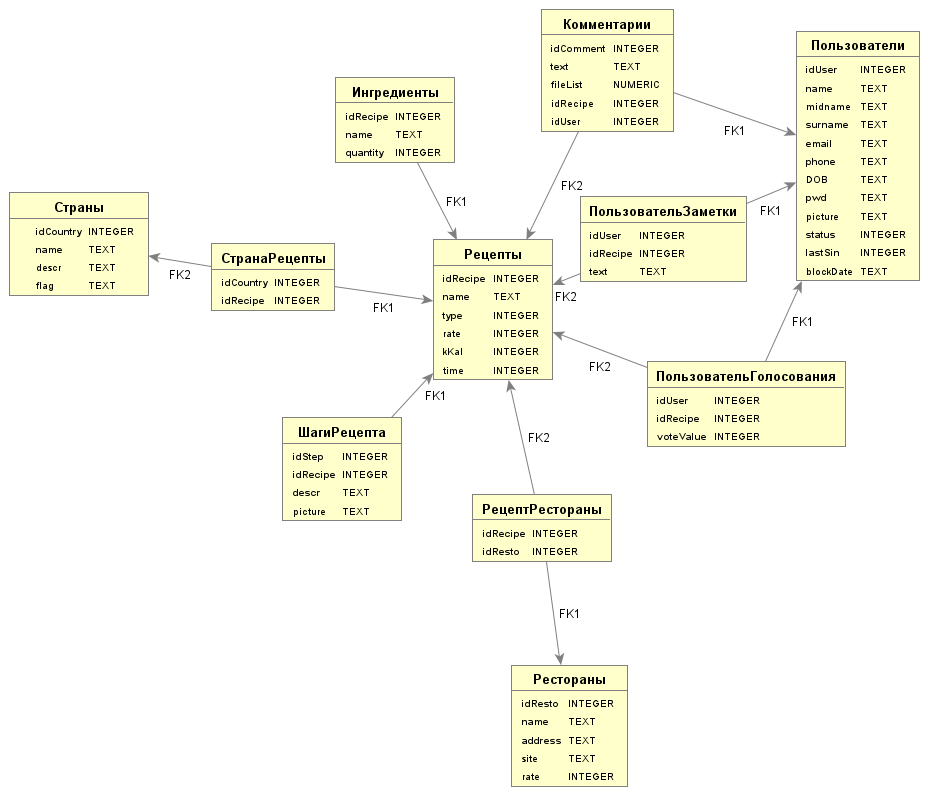 Комментарии
idComment INTEGER
text TEXT
fileList NUMERIC
idRecipe INTEGER
idUser INTEGER
Пользователи
idUser INTEGER
name TEXT
midname TEXT
surname TEXT
email TEXT
phone TEXT
DOB TEXT
pwd TEXT
picture TEXT
status INTEGER
lastSin INTEGER
blockDate TEXT
Ингредиенты
idRecipe INTEGER
name TEXT
quantity INTEGER
FK1
FK2
FK1
Страны
idCountry INTEGER
name TEXT
descr TEXT
flag TEXT
ПользовательЗаметки
idUser INTEGER
idRecipe INTEGER
text TEXT
FK1
FK2
СтранаРецепты
idCountry INTEGER
idRecipe INTEGER
FK2
FK1
Рецепты
idRecipe INTEGER
name TEXT
type INTEGER
rate INTEGER
kKal INTEGER
time INTEGER
FK1
FK2
ПользовательГолосования
idUser INTEGER
idRecipe INTEGER
voteValue INTEGER
FK1
ШагиРецепта
idStep INTEGER
idRecipe INTEGER
descr TEXT
picture TEXT
FK2
РецептРестораны
idRecipe INTEGER
idResto INTEGER
FK1
Рестораны
idResto INTEGER
name TEXT
address TEXT
site TEXT
rate INTEGER